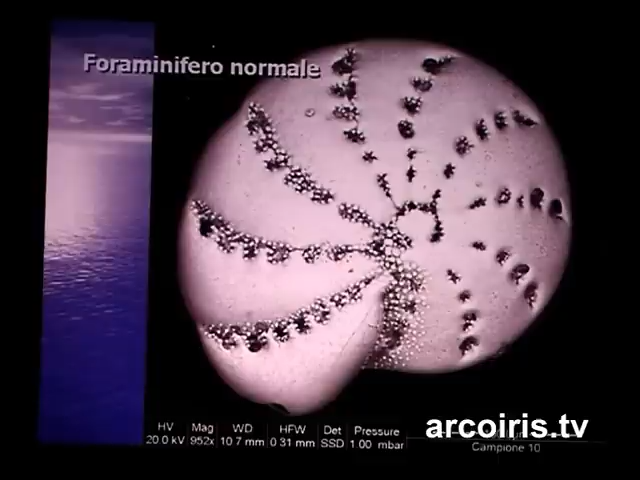 Foraminifero normale
HV Mag WD HFW Det Pressure
20.0 kV 952x 10.7 mm 0.31 mm SSD 1.00 mbar
arcoiris.tv
Campione 10